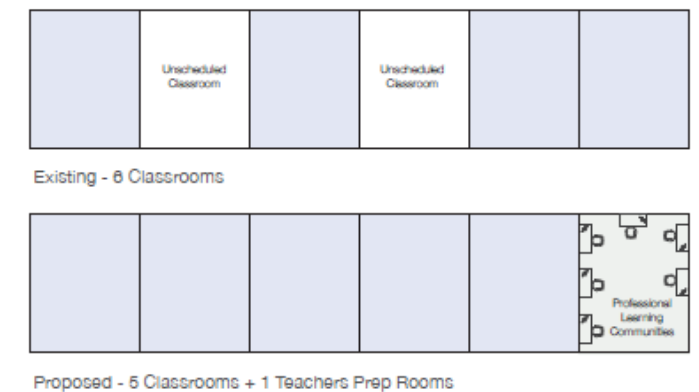 Unscheduled
Classroom
Unscheduled
Classroom
Existing - 6 Classrooms
Professional
Learning
Communities
Proposed - 5 Classrooms + 1 Teachers Prep Rooms